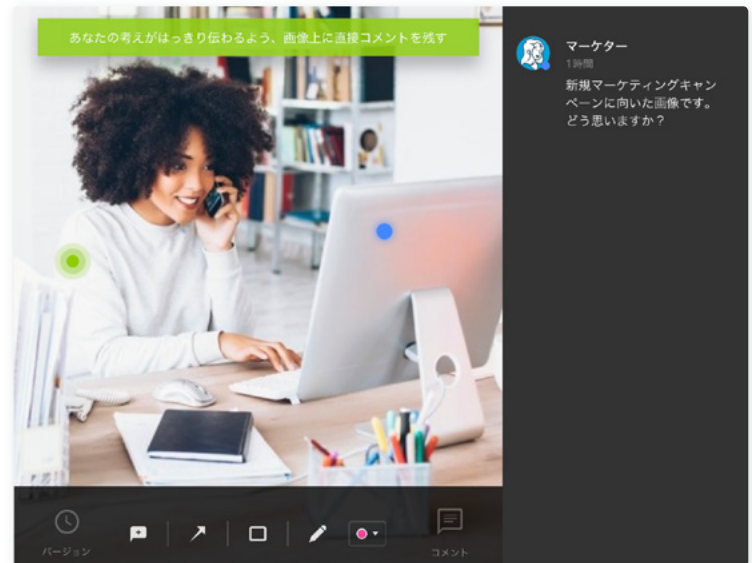 あなたの考えがはっきり伝わるよう、画像上に直接コメントを残す
マーケター
1時間
新規マーケティングキャン
ペーンに向いた画像です。
どう思いますか？
バージョン
コメント